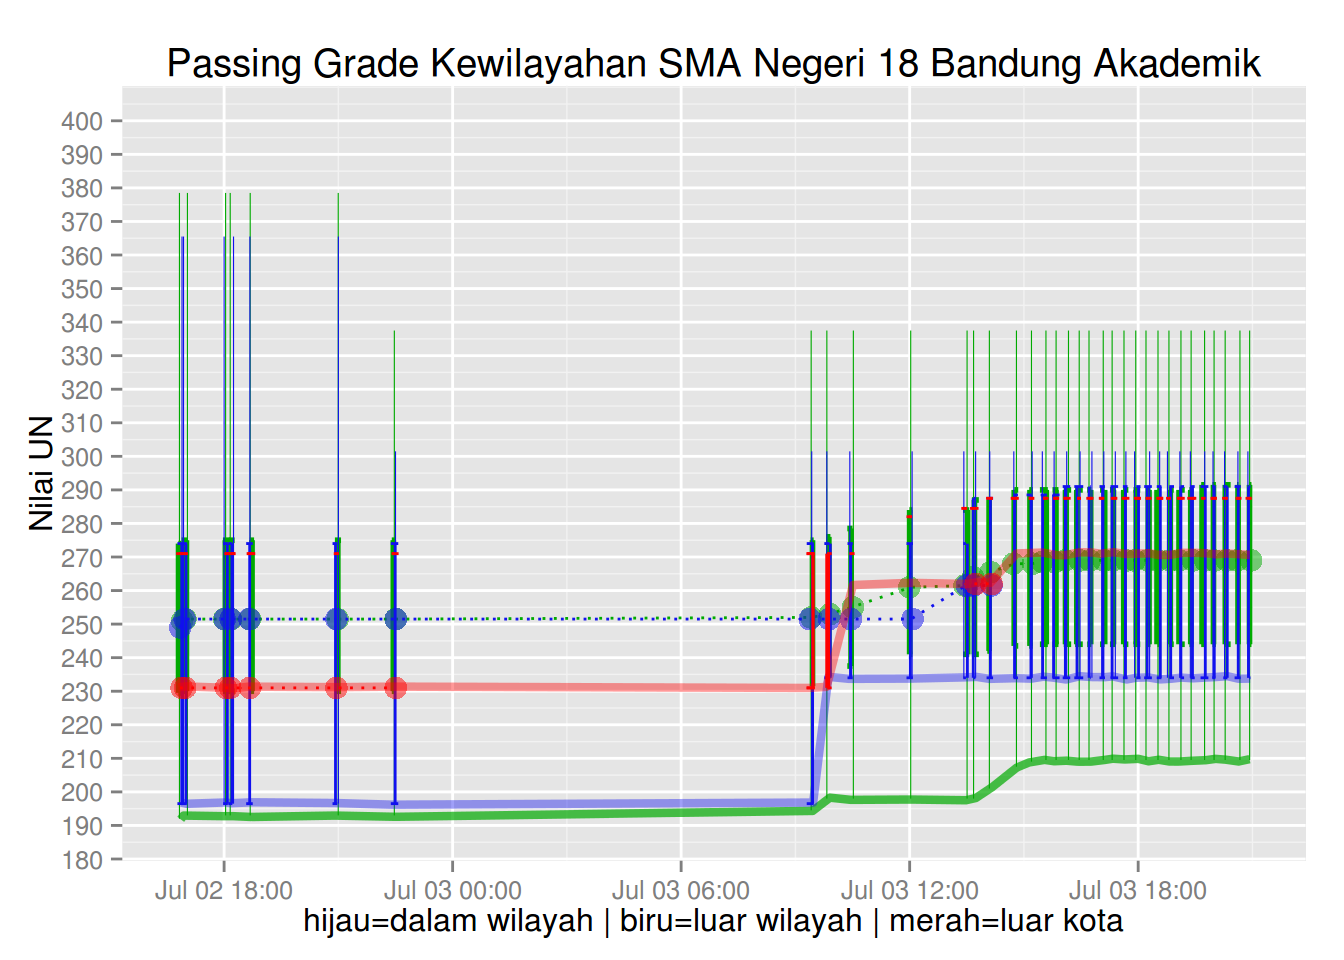 Passing Grade Kewilayahan SMA Negeri 18 Bandung Akademik
Nilai UN
400
390
380
370
360
350
340
330
320
310
300
290
280
270
260
250
240
230
220
210
200
190
180
Jul 02 18:00
Jul 03 00:00
Jul 03 06:00
Jul 03 12:00
Jul 03 18:00
hijau=dalam wilayah | biru=luar wilayah | merah=luar kota